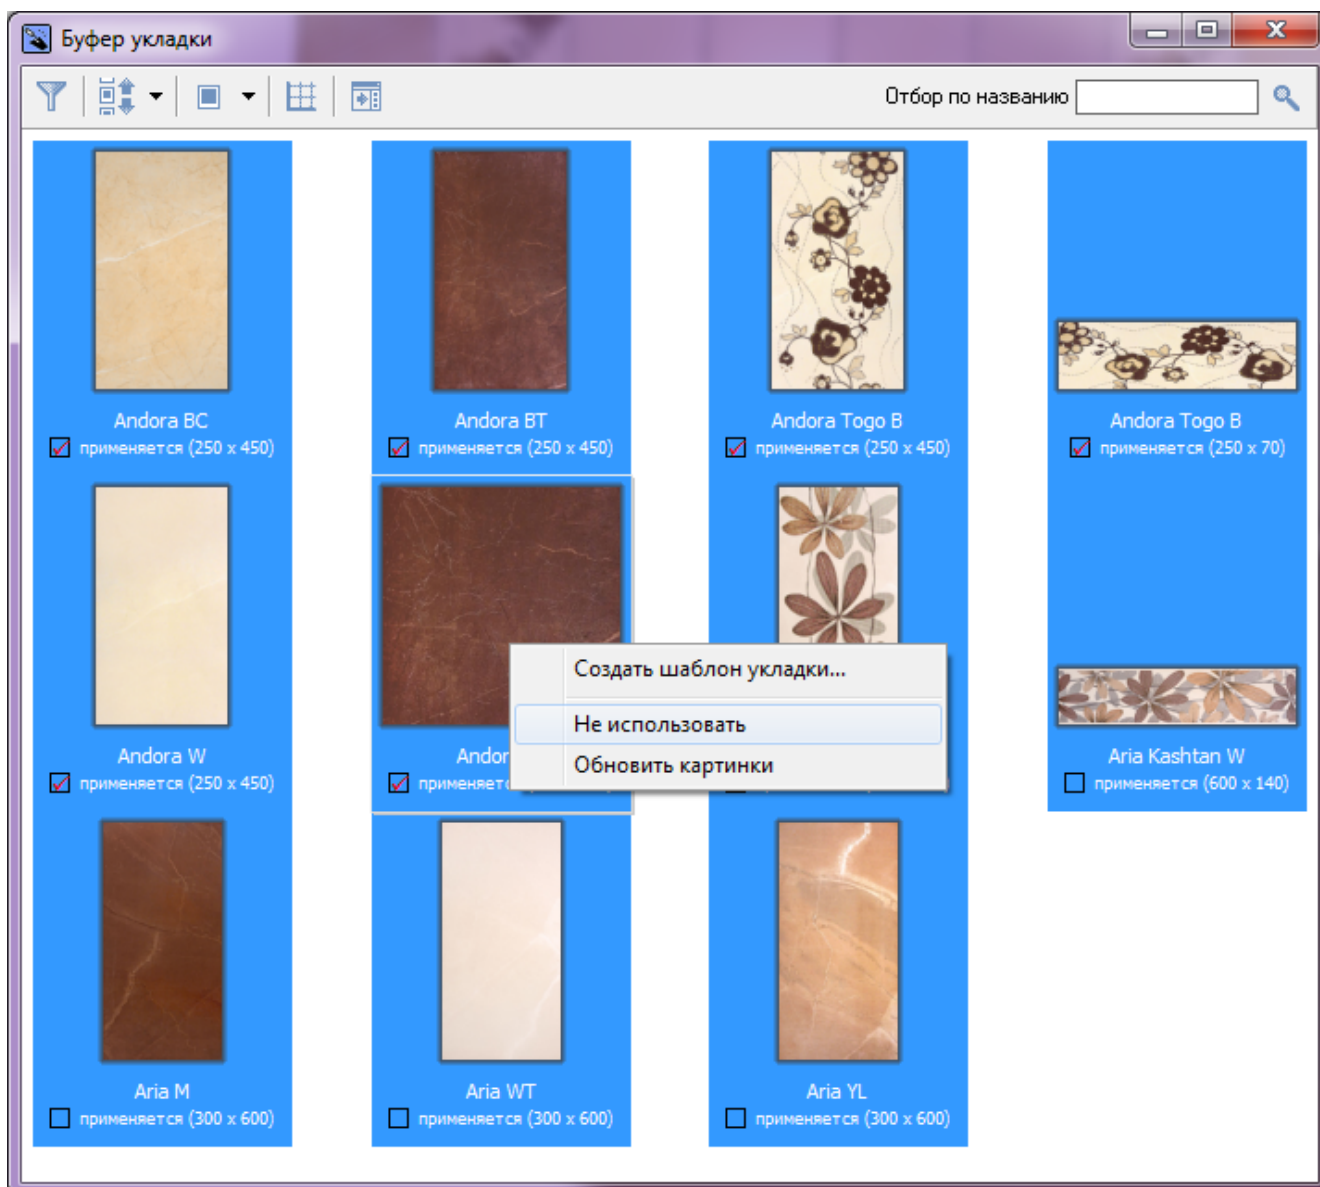 Буфер укладки
Отбор по названию
Andora BC
применяется (250 x 450)
Andora BT
применяется (250 x 450)
Andora Togo B
применяется (250 x 450)
Andora Togo B
применяется (250 x 70)
Andora W
применяется (250 x 450)
Создать шаблон укладки...
Не использовать
Обновить картинки
Aria Kashtan W
применяется (600 x 140)
Aria M
применяется (300 x 600)
Aria WT
применяется (300 x 600)
Aria YL
применяется (300 x 600)